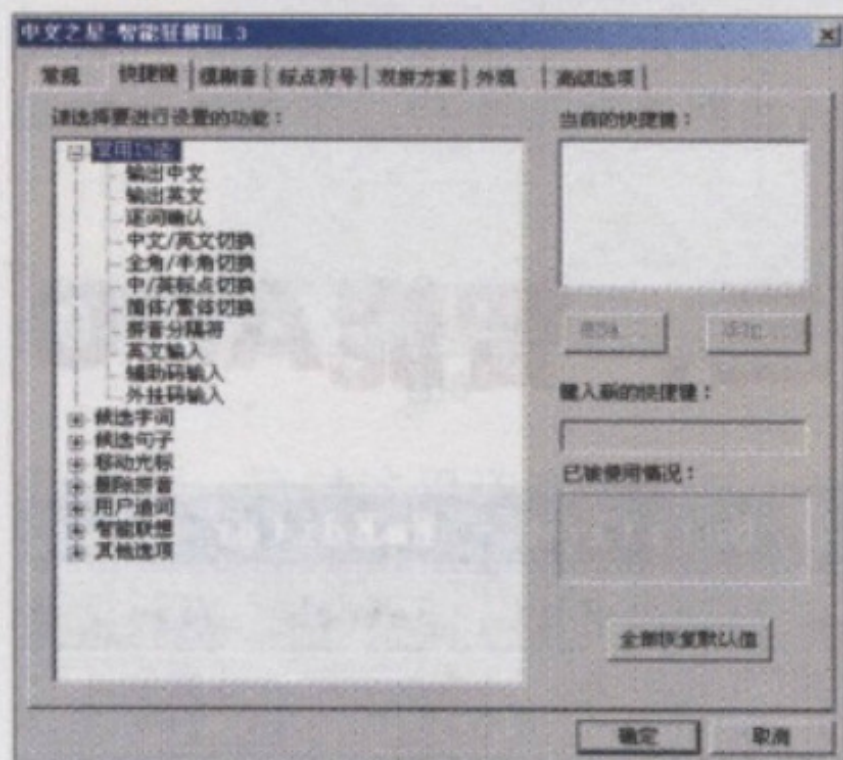 中文之星-智能狂拼III.3
常规 快捷键 模糊音 标点符号 双拼方案 外观 高级选项
请选择要进行设置的功能：
当前的快捷键：
实用功能
输出中文
输出英文
逐词确认
中文/英文切换
全角/半角切换
中/英标点切换
简体/繁体切换
拼音分隔符
英文输入
辅助码输入
外挂码输入
候选字词
候选句子
移动光标
删除拼音
用户造词
智能联想
其他选项
键入新的快捷键：
已被使用情况：
全部恢复默认值
确定 取消